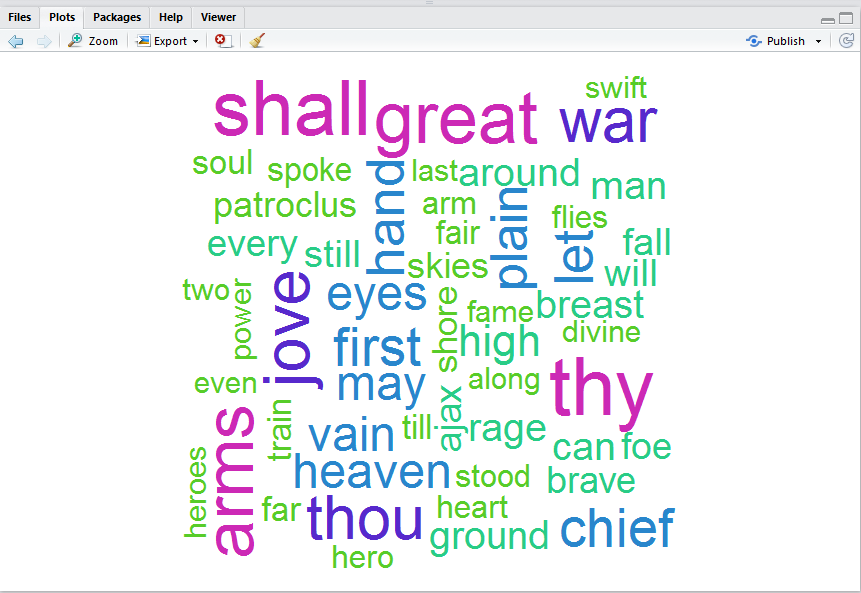 Files Plots Packages Help Viewer
Zoom Export Publish
swift
shall great war
soul spoke hand last around man
patroclus arm plain flies
every still fair let fall
skies will
two power jove eyes shore fame breast
first high divine
even may along thy
arms train vain till ajax rage can foe
heroes heaven stood brave
far thou heart chief
ground
hero